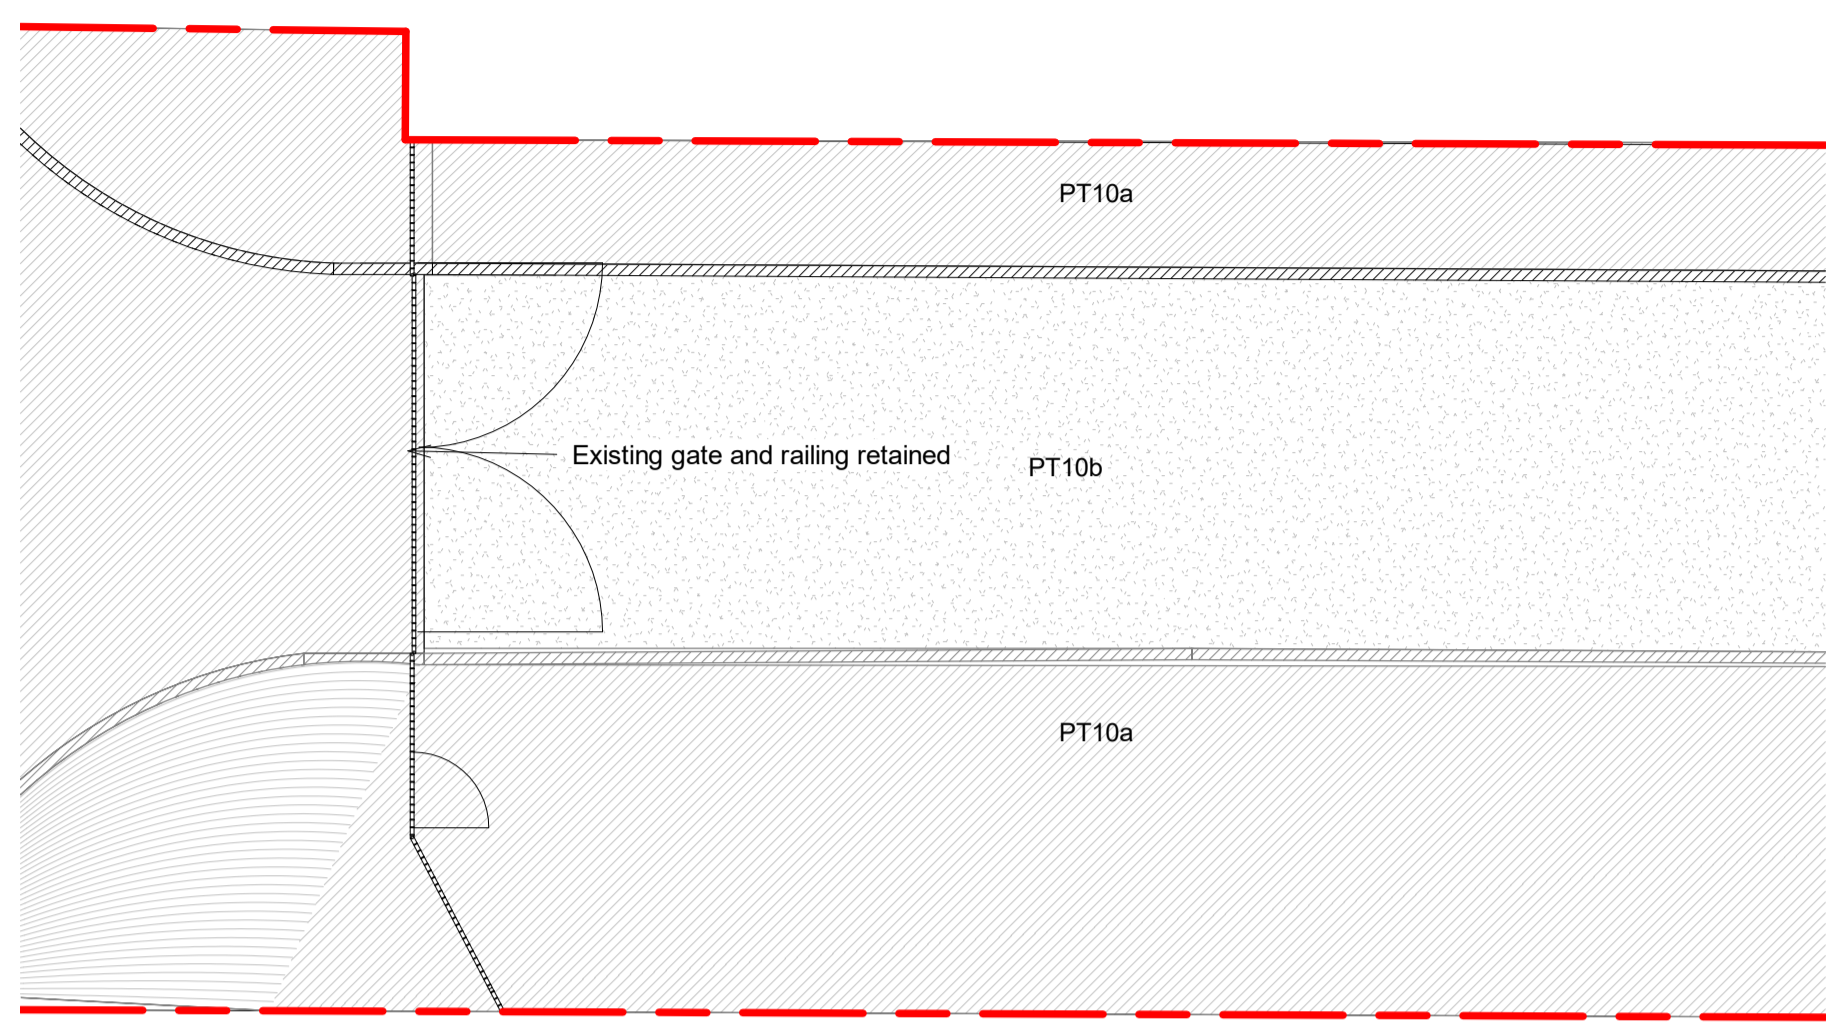 PT10a
Existing gate and railing retained
PT10b
PT10a